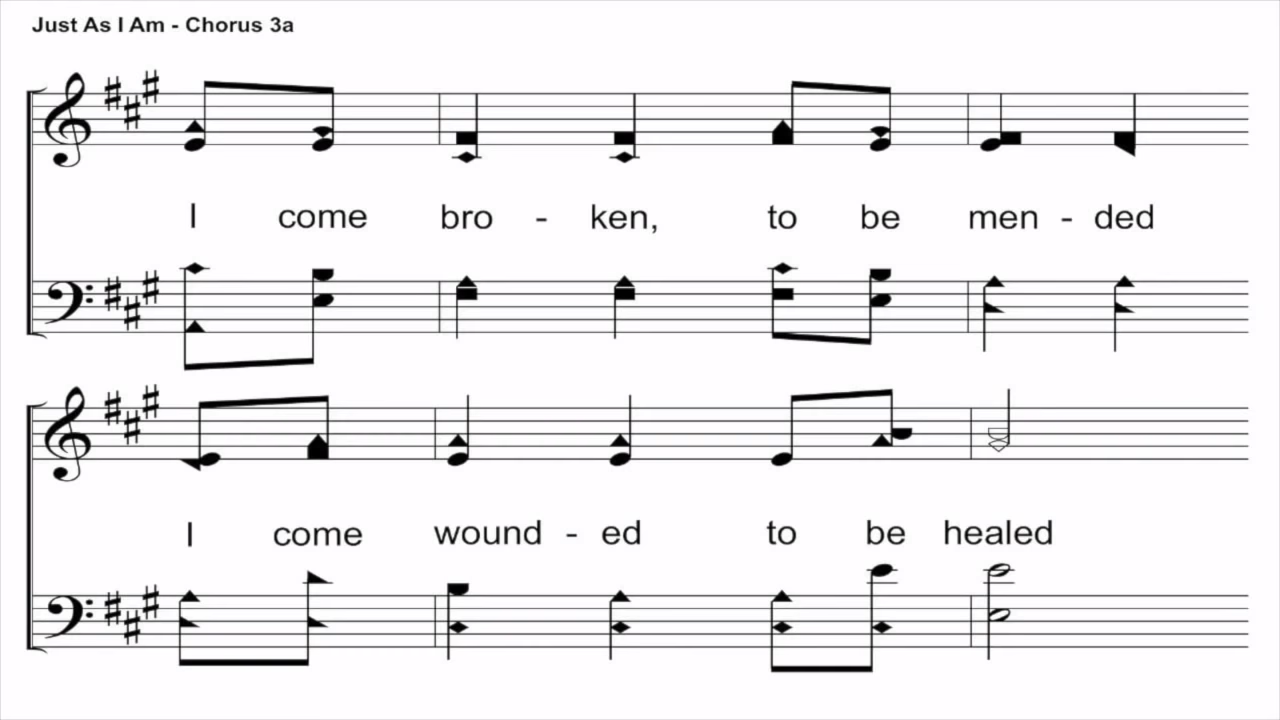 Just As I Am - Chorus 3a
I come bro - ken, to be men - ded
I come wound - ed to be healed